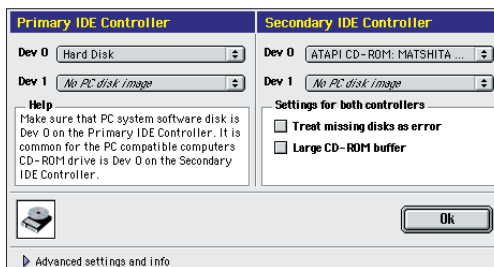 Primary IDE Controller
Dev 0 Hard Disk
Dev 1 No PC disk image
Help
Make sure that PC system software disk is
Dev 0 on the Primary IDE Controller. It is
common for the PC compatible computers
CD-ROM drive is Dev 0 on the Secondary
IDE Controller.
Secondary IDE Controller
Dev 0 ATAPI CD-ROM: MATSHITA ...
Dev 1 No PC disk image
Settings for both controllers
Treat missing disks as error
Large CD-ROM buffer
Ok
Advanced settings and info